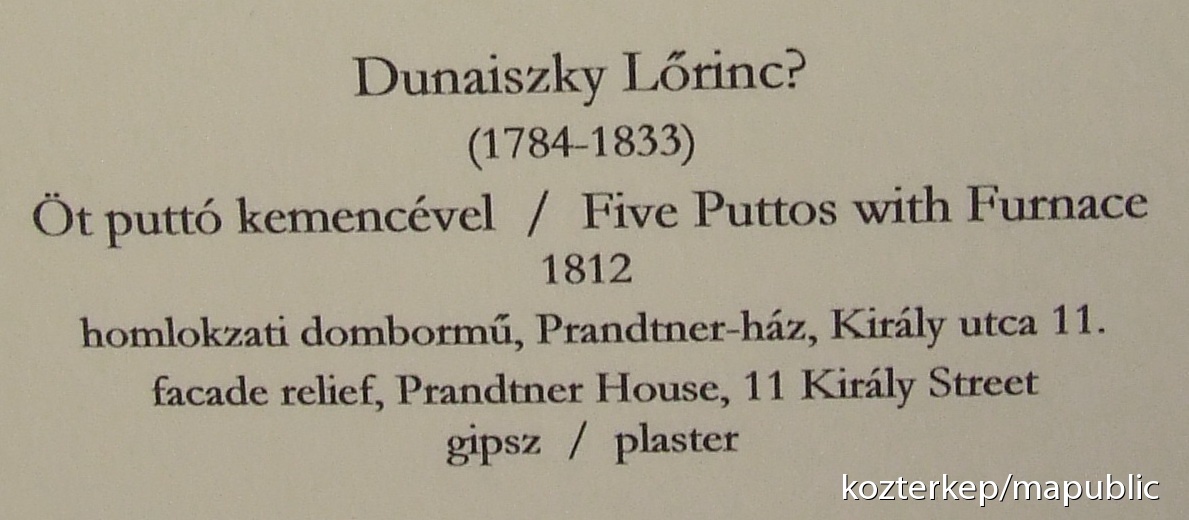 Dunaiszky Lőrinc?
(1784-1833)
Öt puttó kemencével / Five Puttos with Furnace
1812
homlokzati dombormű, Prandtner-ház, Király utca 11.
facade relief, Prandtner House, 11 Király Street
gipsz / plaster
kozterkep/mapublic